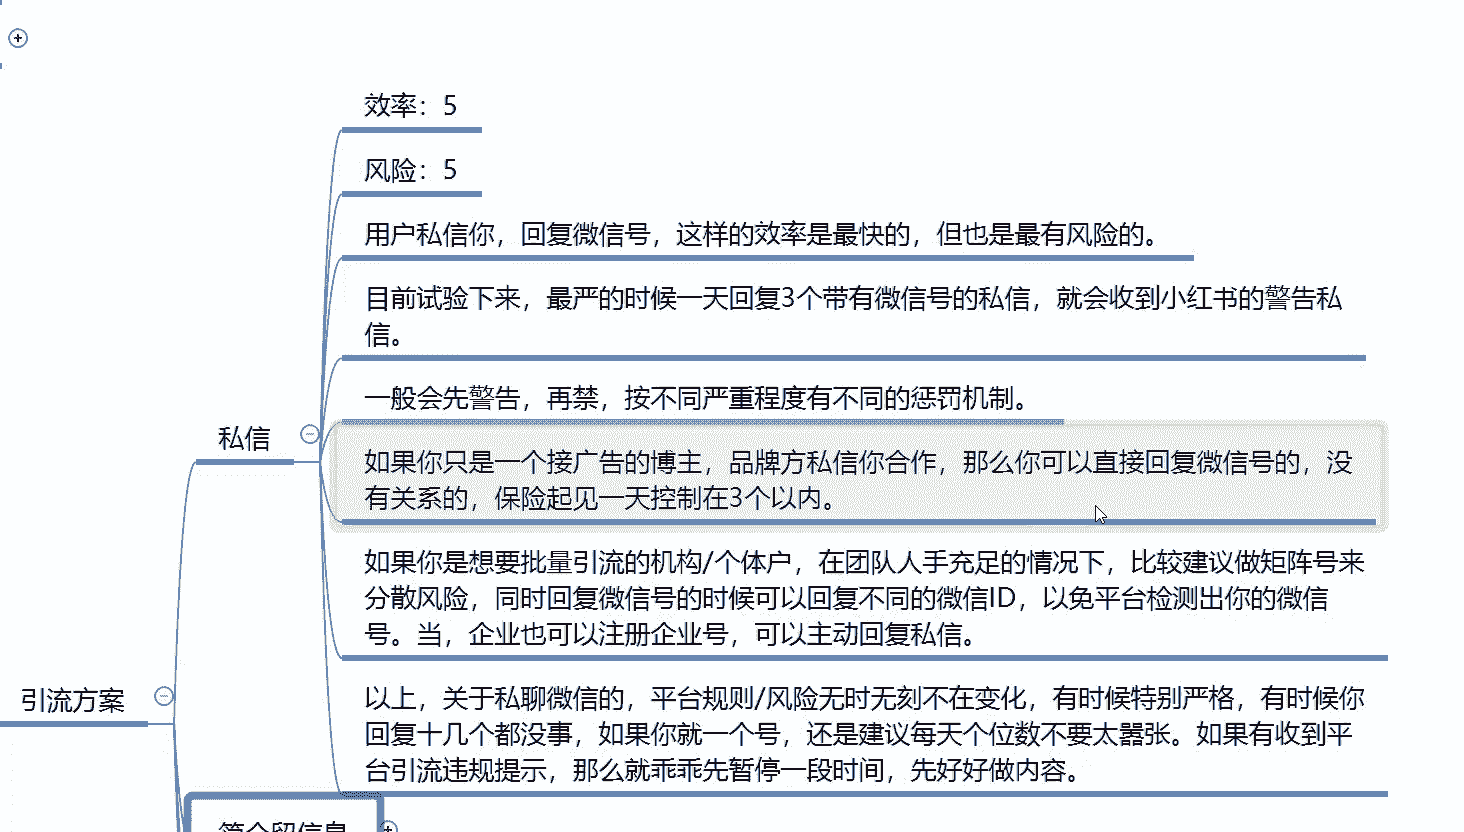 效率：5
风险：5
用户私信你，回复微信号，这样的效率是最快的，但也是最有风险的。
目前试验下来，最严的时候一天回复3个带有微信号的私信，就会收到小红书的警告私
信。
一般会先警告，再禁，按不同严重程度有不同的惩罚机制。
私信
如果你只是一个接广告的博主，品牌方私信你合作，那么你可以直接回复微信号的，没
有关系的，保险起见一天控制在3个以内。
如果你是想要批量引流的机构/个体户，在团队人手充足的情况下，比较建议做矩阵号来
分散风险，同时回复微信号的时候可以回复不同的微信ID，以免平台检测出你的微信
号。当，企业也可以注册企业号，可以主动回复私信。
引流方案
以上，关于私聊微信的，平台规则/风险无时无刻不在变化，有时候特别严格，有时候你
回复十几个都没事，如果你就一个号，还是建议每天个位数不要太嚣张。如果有收到平
台引流违规提示，那么就乖乖先暂停一段时间，先好好做内容。
简介留信息